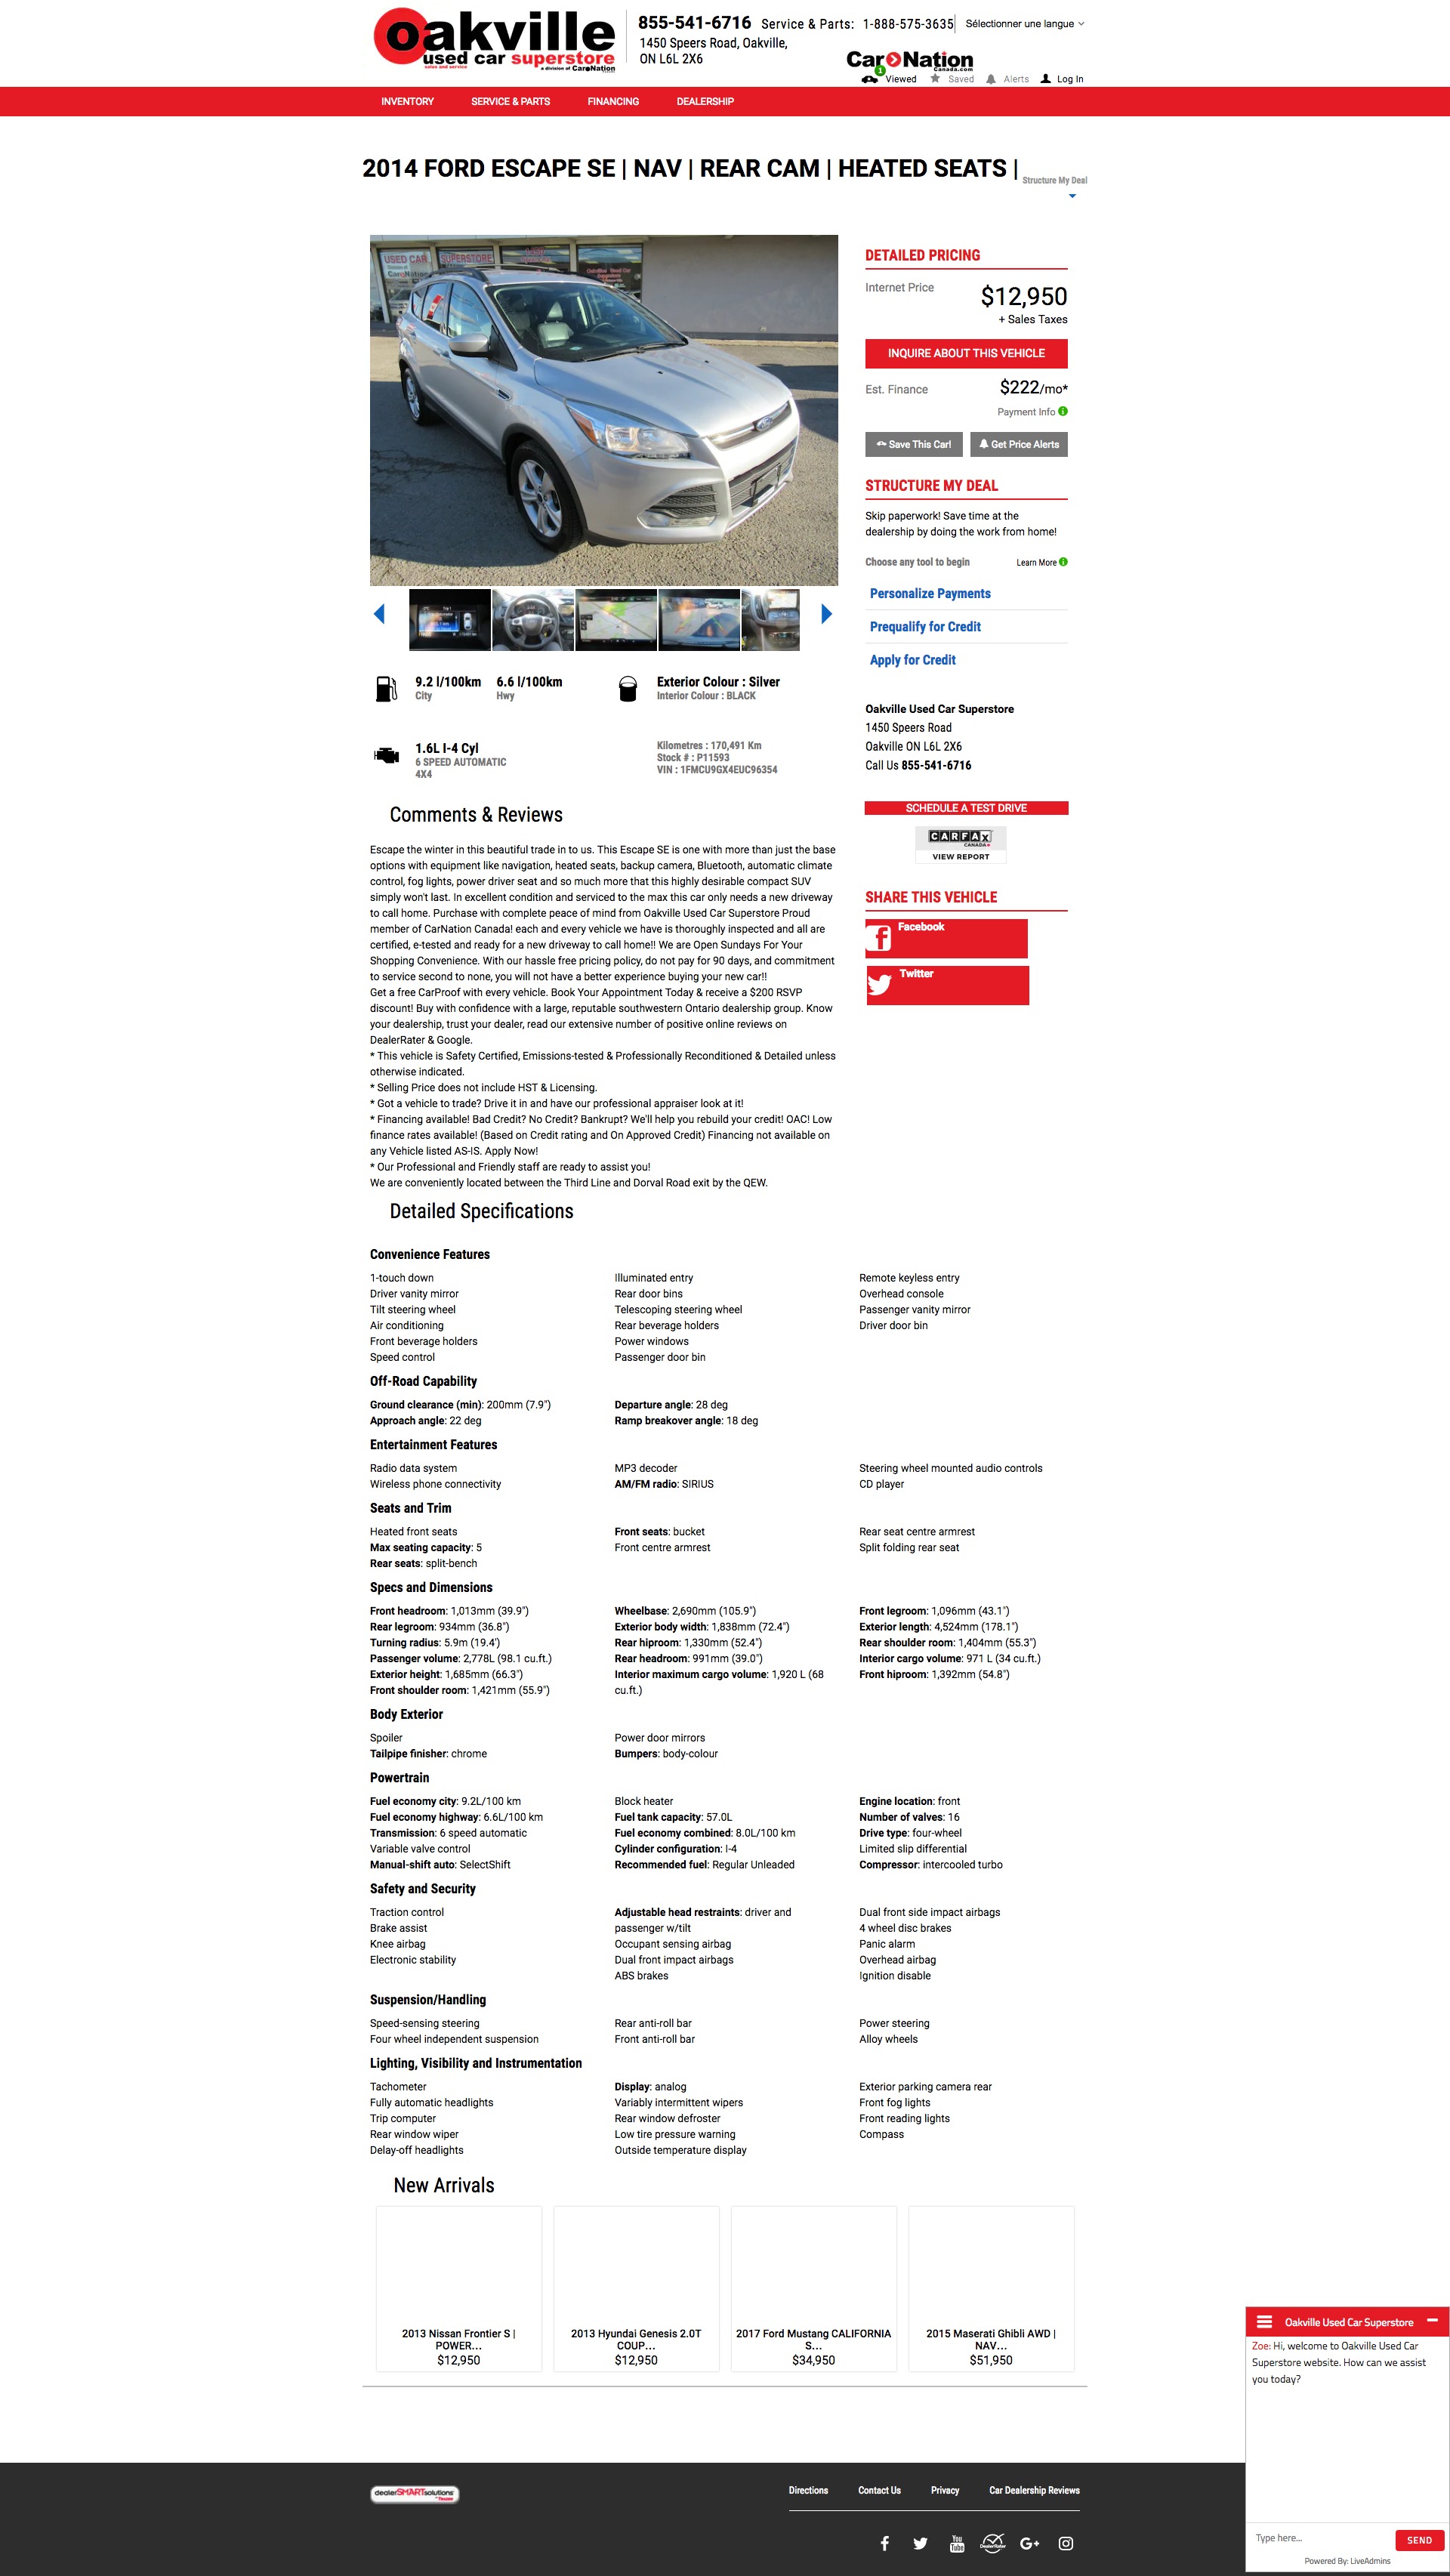 Oakville
used car superstore
sales and service
a division of CarNation
855-541-6716 Service & Parts: 1-888-575-3635
Sélectionner une langue
1450 Speers Road, Oakville,
ON L6L 2X6
CarNation
Canada.com
1
Viewed Saved Alerts Log In
INVENTORY SERVICE & PARTS FINANCING DEALERSHIP
2014 FORD ESCAPE SE | NAV | REAR CAM | HEATED SEATS |
Structure My Deal
USED CAR SUPERSTORE
CarNation
DETAILED PRICING
Internet Price
$12,950
+ Sales Taxes
INQUIRE ABOUT THIS VEHICLE
Est. Finance $222/mo*
Payment Info
Save This Car! Get Price Alerts
STRUCTURE MY DEAL
Skip paperwork! Save time at the
dealership by doing the work from home!
Choose any tool to begin Learn More
Personalize Payments
Prequalify for Credit
Apply for Credit
9.2 l/100km 6.6 l/100km
City Hwy
Exterior Colour : Silver
Interior Colour : BLACK
1.6L I-4 Cyl
6 SPEED AUTOMATIC
4X4
Kilometres : 170,491 Km
Stock # : P11593
VIN : 1FMCU9GX4EUC96354
Oakville Used Car Superstore
1450 Speers Road
Oakville ON L6L 2X6
Call Us 855-541-6716
SCHEDULE A TEST DRIVE
CARFAX
CANADA
VIEW REPORT
SHARE THIS VEHICLE
Facebook
Twitter
Comments & Reviews
Escape the winter in this beautiful trade in to us. This Escape SE is one with more than just the base
options with equipment like navigation, heated seats, backup camera, Bluetooth, automatic climate
control, fog lights, power driver seat and so much more that this highly desirable compact SUV
simply won't last. In excellent condition and serviced to the max this car only needs a new driveway
to call home. Purchase with complete peace of mind from Oakville Used Car Superstore Proud
member of CarNation Canada! each and every vehicle we have is thoroughly inspected and all are
certified, e-tested and ready for a new driveway to call home!! We are Open Sundays For Your
Shopping Convenience. With our hassle free pricing policy, do not pay for 90 days, and commitment
to service second to none, you will not have a better experience buying your new car!!
Get a free CarProof with every vehicle. Book Your Appointment Today & receive a $200 RSVP
discount! Buy with confidence with a large, reputable southwestern Ontario dealership group. Know
your dealership, trust your dealer, read our extensive number of positive online reviews on
DealerRater & Google.
* This vehicle is Safety Certified, Emissions-tested & Professionally Reconditioned & Detailed unless
otherwise indicated.
* Selling Price does not include HST & Licensing.
* Got a vehicle to trade? Drive it in and have our professional appraiser look at it!
* Financing available! Bad Credit? No Credit? Bankrupt? We'll help you rebuild your credit! OAC! Low
finance rates available! (Based on Credit rating and On Approved Credit) Financing not available on
any Vehicle listed AS-IS. Apply Now!
* Our Professional and Friendly staff are ready to assist you!
We are conveniently located between the Third Line and Dorval Road exit by the QEW.
Detailed Specifications
Convenience Features
1-touch down Illuminated entry Remote keyless entry
Driver vanity mirror Rear door bins Overhead console
Tilt steering wheel Telescoping steering wheel Passenger vanity mirror
Air conditioning Rear beverage holders Driver door bin
Front beverage holders Power windows
Speed control Passenger door bin
Off-Road Capability
Ground clearance (min): 200mm (7.9") Departure angle: 28 deg
Approach angle: 22 deg Ramp breakover angle: 18 deg
Entertainment Features
Radio data system MP3 decoder Steering wheel mounted audio controls
Wireless phone connectivity AM/FM radio: SIRIUS CD player
Seats and Trim
Heated front seats Front seats: bucket Rear seat centre armrest
Max seating capacity: 5 Front centre armrest Split folding rear seat
Rear seats: split-bench
Specs and Dimensions
Front headroom: 1,013mm (39.9") Wheelbase: 2,690mm (105.9") Front legroom: 1,096mm (43.1")
Rear legroom: 934mm (36.8") Exterior body width: 1,838mm (72.4") Exterior length: 4,524mm (178.1")
Turning radius: 5.9m (19.4') Rear hiproom: 1,330mm (52.4") Rear shoulder room: 1,404mm (55.3")
Passenger volume: 2,778L (98.1 cu.ft.) Rear headroom: 991mm (39.0") Interior cargo volume: 971 L (34 cu.ft.)
Exterior height: 1,685mm (66.3") Interior maximum cargo volume: 1,920 L (68 Front hiproom: 1,392mm (54.8")
Front shoulder room: 1,421mm (55.9") cu.ft.)
Body Exterior
Spoiler Power door mirrors
Tailpipe finisher: chrome Bumpers: body-colour
Powertrain
Fuel economy city: 9.2L/100 km Block heater Engine location: front
Fuel economy highway: 6.6L/100 km Fuel tank capacity: 57.0L Number of valves: 16
Transmission: 6 speed automatic Fuel economy combined: 8.0L/100 km Drive type: four-wheel
Variable valve control Cylinder configuration: I-4 Limited slip differential
Manual-shift auto: SelectShift Recommended fuel: Regular Unleaded Compressor: intercooled turbo
Safety and Security
Traction control Adjustable head restraints: driver and Dual front side impact airbags
Brake assist passenger w/tilt 4 wheel disc brakes
Knee airbag Occupant sensing airbag Panic alarm
Electronic stability Dual front impact airbags Overhead airbag
ABS brakes Ignition disable
Suspension/Handling
Speed-sensing steering Rear anti-roll bar Power steering
Four wheel independent suspension Front anti-roll bar Alloy wheels
Lighting, Visibility and Instrumentation
Tachometer Display: analog Exterior parking camera rear
Fully automatic headlights Variably intermittent wipers Front fog lights
Trip computer Rear window defroster Front reading lights
Rear window wiper Low tire pressure warning Compass
Delay-off headlights Outside temperature display
New Arrivals
2013 Nissan Frontier S |
POWER...
$12,950
2013 Hyundai Genesis 2.0T
COUP...
$12,950
2017 Ford Mustang CALIFORNIA
S...
$34,950
2015 Maserati Ghibli AWD |
NAV...
$51,950
Oakville Used Car Superstore
Zoe: Hi, welcome to Oakville Used Car
Superstore website. How can we assist
you today?
Type here...
SEND
Powered By: LiveAdmins
dealerSMARTsolutions
Directions Contact Us Privacy Car Dealership Reviews
You
Tube
DealerRater
G+